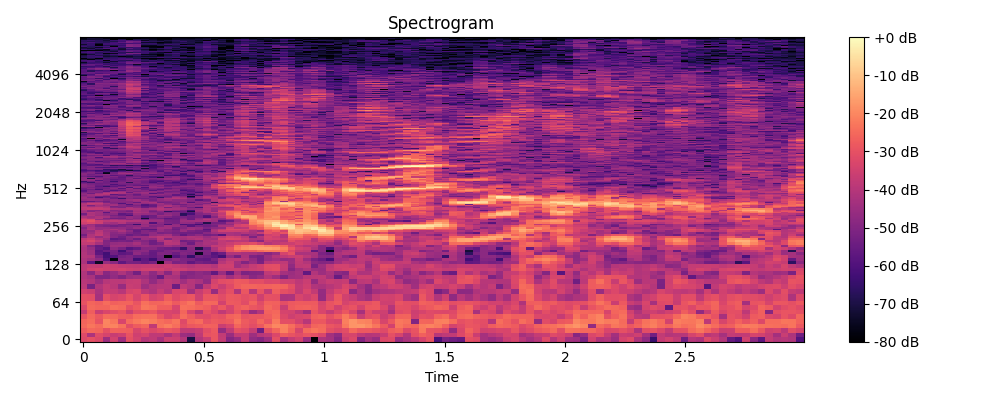 Spectrogram
Hz
4096
2048
1024
512
256
128
64
0
0
0.5
1
1.5
2
2.5
Time
+0 dB
-10 dB
-20 dB
-30 dB
-40 dB
-50 dB
-60 dB
-70 dB
-80 dB